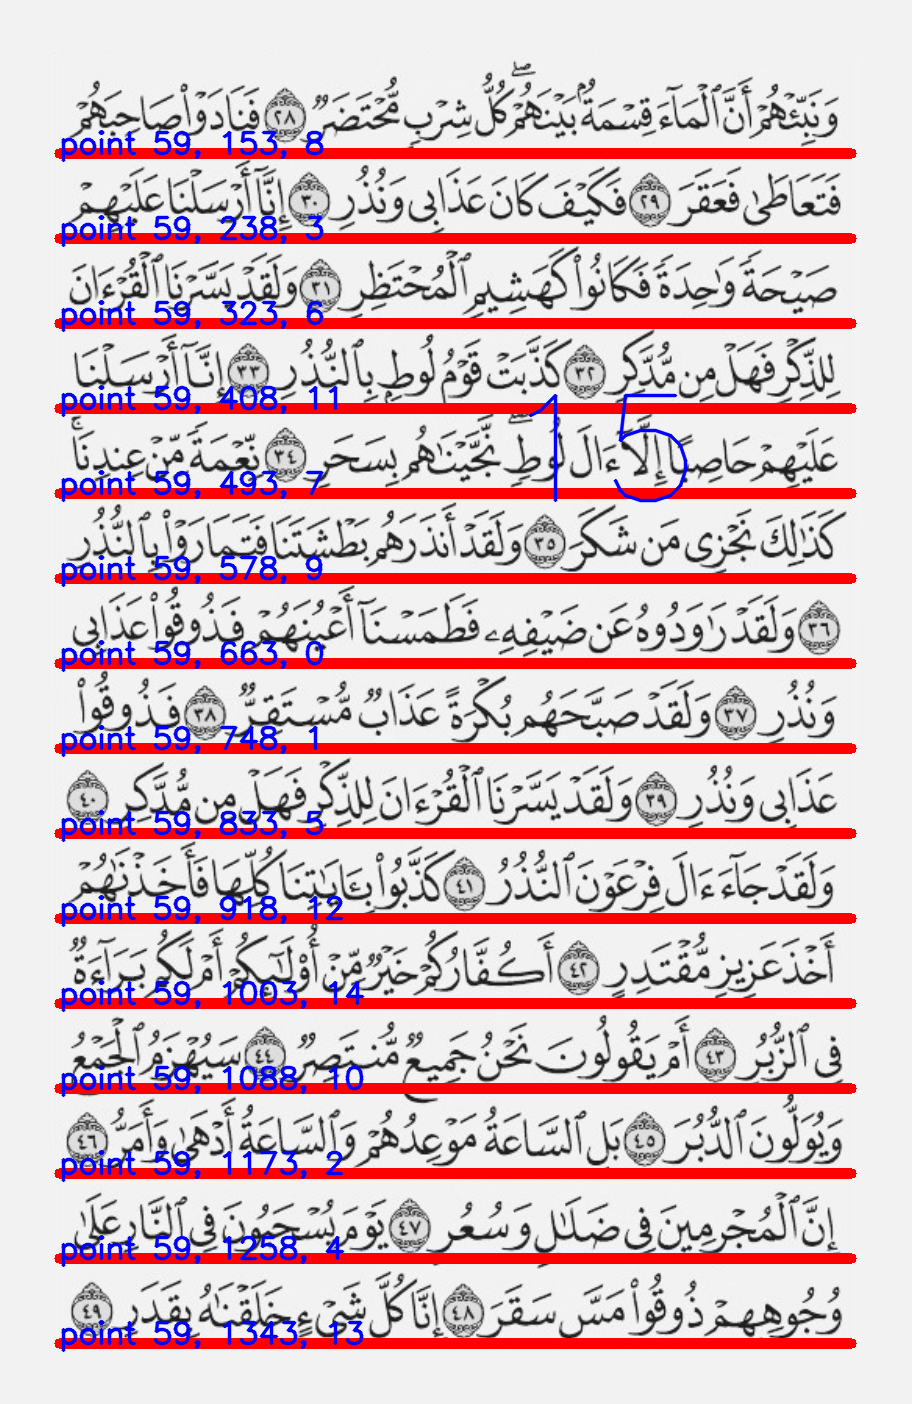 وَنَبِّئْهُمْ أَنَّ ٱلْمَآءَ قِسْمَةٌۢ بَيْنَهُمْۖ كُلُّ شِرْبٍ مُّحْتَضَرٌ ٢٨ فَنَادَوْا۟ صَاحِبَهُمْ
point 59, 153, 8
فَتَعَاطَىٰ فَعَقَرَ ٢٩ فَكَيْفَ كَانَ عَذَابِى وَنُذُرِ ٣٠ إِنَّآ أَرْسَلْنَا عَلَيْهِمْ
point 59, 238, 3
صَيْحَةً وَٰحِدَةً فَكَانُوا۟ كَهَشِيمِ ٱلْمُحْتَظِرِ ٣١ وَلَقَدْ يَسَّرْنَا ٱلْقُرْءَانَ
point 59, 323, 6
لِلذِّكْرِ فَهَلْ مِن مُّدَّكِرٍ ٣٢ كَذَّبَتْ قَوْمُ لُوطٍۭ بِٱلنُّذُرِ ٣٣ إِنَّآ أَرْسَلْنَا
point 59, 408, 11
عَلَيْهِمْ حَاصِبًا إِلَّآ ءَالَ لُوطٍۖ نَّجَّيْنَٰهُم بِسَحَرٍ ٣٤ نِّعْمَةً مِّنْ عِندِنَاۚ
15
point 59, 493, 7
كَذَٰلِكَ نَجْزِى مَن شَكَرَ ٣٥ وَلَقَدْ أَنذَرَهُم بَطْشَتَنَا فَتَمَارَوْا۟ بِٱلنُّذُرِ
point 59, 578, 9
٣٦ وَلَقَدْ رَٰوَدُوهُ عَن ضَيْفِهِۦ فَطَمَسْنَآ أَعْيُنَهُمْ فَذُوقُوا۟ عَذَابِى
point 59, 663, 0
وَنُذُرِ ٣٧ وَلَقَدْ صَبَّحَهُم بُكْرَةً عَذَابٌ مُّسْتَقِرٌّ ٣٨ فَذُوقُوا۟
point 59, 748, 1
عَذَابِى وَنُذُرِ ٣٩ وَلَقَدْ يَسَّرْنَا ٱلْقُرْءَانَ لِلذِّكْرِ فَهَلْ مِن مُّدَّكِرٍ ٤٠
point 59, 833, 5
وَلَقَدْ جَآءَ ءَالَ فِرْعَوْنَ ٱلنُّذُرُ ٤١ كَذَّبُوا۟ بِـَٔايَٰتِنَا كُلِّهَا فَأَخَذْنَٰهُمْ
point 59, 918, 12
أَخْذَ عَزِيزٍ مُّقْتَدِرٍ ٤٢ أَكُفَّارُكُمْ خَيْرٌ مِّنْ أُو۟لَٰٓئِكُمْ أَمْ لَكُم بَرَآءَةٌ
point 59, 1003, 14
فِى ٱلزُّبُرِ ٤٣ أَمْ يَقُولُونَ نَحْنُ جَمِيعٌ مُّنتَصِرٌ ٤٤ سَيُهْزَمُ ٱلْجَمْعُ
point 59, 1088, 10
وَيُوَلُّونَ ٱلدُّبُرَ ٤٥ بَلِ ٱلسَّاعَةُ مَوْعِدُهُمْ وَٱلسَّاعَةُ أَدْهَىٰ وَأَمَرُّ ٤٦
point 59, 1173, 2
إِنَّ ٱلْمُجْرِمِينَ فِى ضَلَٰلٍ وَسُعُرٍ ٤٧ يَوْمَ يُسْحَبُونَ فِى ٱلنَّارِ عَلَىٰ
point 59, 1258, 4
وُجُوهِهِمْ ذُوقُوا۟ مَسَّ سَقَرَ ٤٨ إِنَّا كُلَّ شَىْءٍ خَلَقْنَٰهُ بِقَدَرٍ ٤٩
point 59, 1343, 13